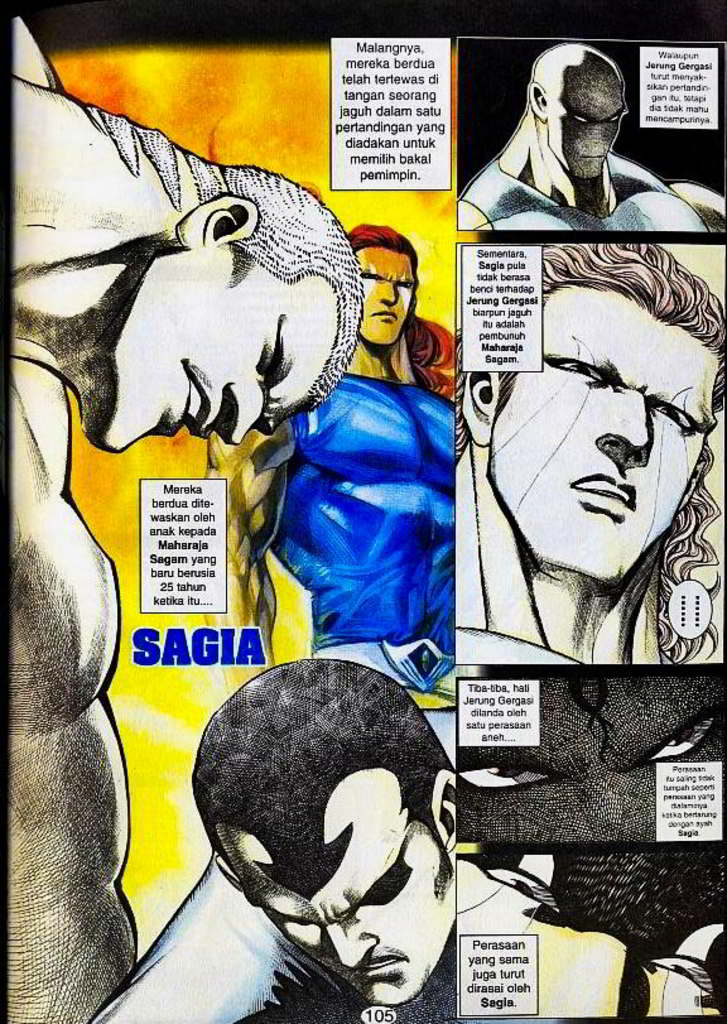 Malangnya,
mereka berdua
telah tertewas di
tangan seorang
jaguh dalam satu
pertandingan yang
diadakan untuk
memilih bakal
pemimpin.
Walaupun
Jerung Gergasi
turut menyak-
sikan pertanding-
an itu, tetapi
dia tidak mahu
mencampurinya.
Sementara,
Sagia pula
tidak berasa
benci terhadap
Jerung Gergasi
biarpun jaguh
itu adalah
pembunuh
Maharaja
Sagam.
Mereka
berdua dite-
waskan oleh
anak kepada
Maharaja
Sagam yang
baru berusia
25 tahun
ketika itu....
SAGIA
Tiba-tiba, hati
Jerung Gergasi
dilanda oleh
satu perasaan
aneh....
Perasaan
itu saling tidak
tumpah seperti
perasaan yang
dialaminya
ketika bertarung
dengan ayah
Sagia.
Perasaan
yang sama
juga turut
dirasai oleh
Sagia.
105